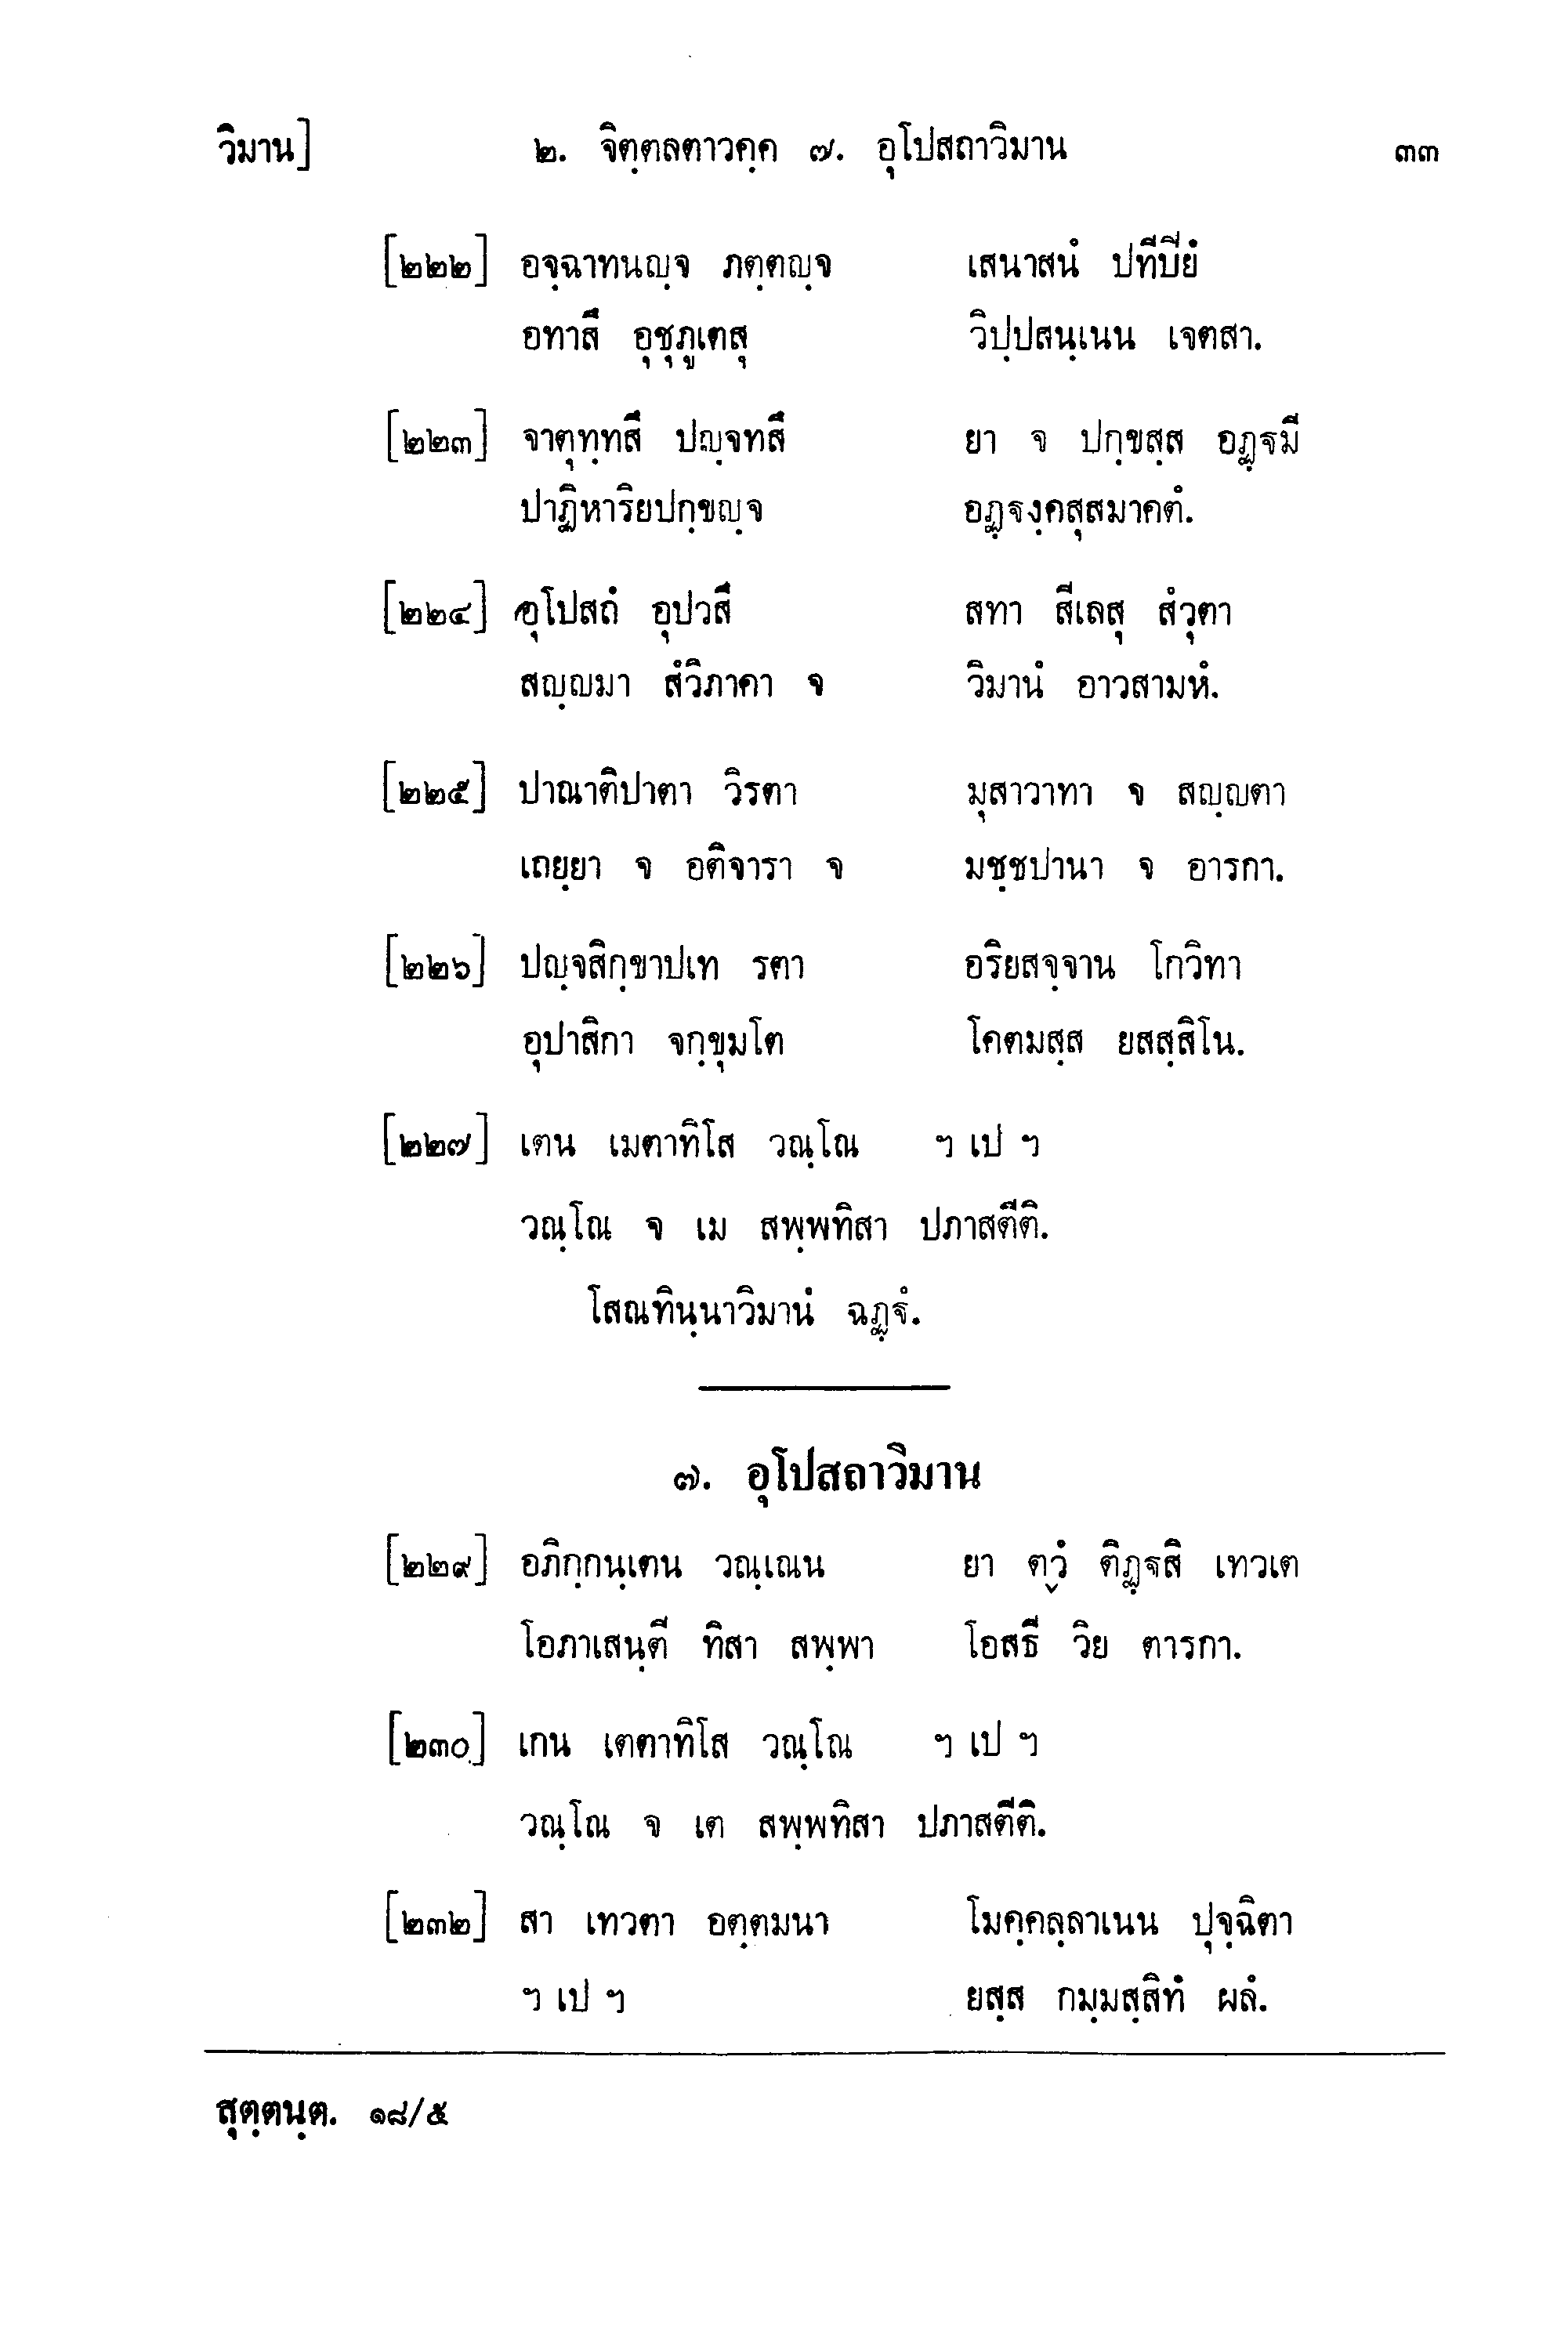 วิมาน] ๒. จิตฺตลตาวคฺค ๗. อุโปสถาวิมาน ๓๓
[๒๒๒] อจฺฉาทนญฺจ ภตฺตญฺจ เสนาสนํ ปทีปียํ
อทาสึ อุชุภูเตสุ วิปฺปสนฺเนน เจตสา.
[๒๒๓] จาตุทฺทสึ ปญฺจทสึ ยา จ ปกฺขสฺส อฏฺฐมี
ปาฏิหาริยปกฺขญฺจ อฏฺฐงฺคสุสมาคตํ.
[๒๒๔] อุโปสถํ อุปวสึ สทา สีเลสุ สํวุตา
สญฺญมา สํวิภาคา จ วิมานํ อาวสามหํ.
[๒๒๕] ปาณาติปาตา วิรตา มุสาวาทา จ สญฺญตา
เถยฺยา จ อติจารา จ มชฺชปานา จ อารกา.
[๒๒๖] ปญฺจสิกฺขาปเท รตา อริยสจฺจาน โกวิทา
อุปาสิกา จกฺขุมโต โคตมสฺส ยสสฺสิโน.
[๒๒๗] เตน เมตาทิโส วณฺโณ ฯ เป ฯ
วณฺโณ จ เม สพฺพทิสา ปภาสตีติ.
โสณทินฺนาวิมานํ ฉฏฺฐํ.
๗. อุโปสถาวิมาน
[๒๒๙] อภิกฺกนฺเตน วณฺเณน ยา ตฺวํ ติฏฺฐสิ เทวเต
โอภาเสนฺตี ทิสา สพฺพา โอสธี วิย ตารกา.
[๒๓๐] เกน เตตาทิโส วณฺโณ ฯ เป ฯ
วณฺโณ จ เต สพฺพทิสา ปภาสตีติ.
[๒๓๒] สา เทวตา อตฺตมนา โมคฺคลฺลาเนน ปุจฺฉิตา
ฯ เป ฯ ยสฺส กมฺมสฺสิทํ ผลํ.
สุตฺตนฺต. ๑๘/๕